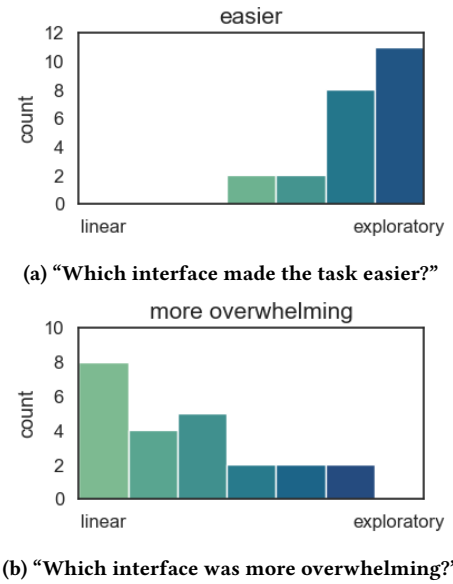 easier
12
10
8
6
4
2
0
count
linear exploratory
(a) “Which interface made the task easier?”
more overwhelming
10
8
6
4
2
0
count
linear exploratory
(b) “Which interface was more overwhelming?”